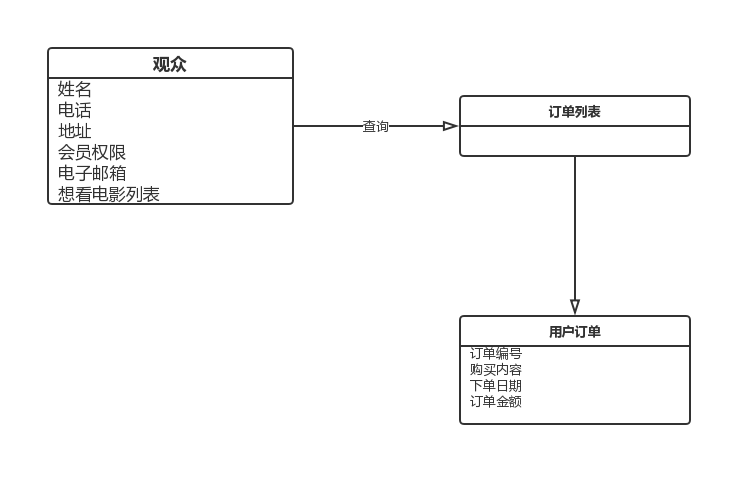 观众
姓名
电话
地址
会员权限
电子邮箱
想看电影列表
查询
订单列表
用户订单
订单编号
购买内容
下单日期
订单金额